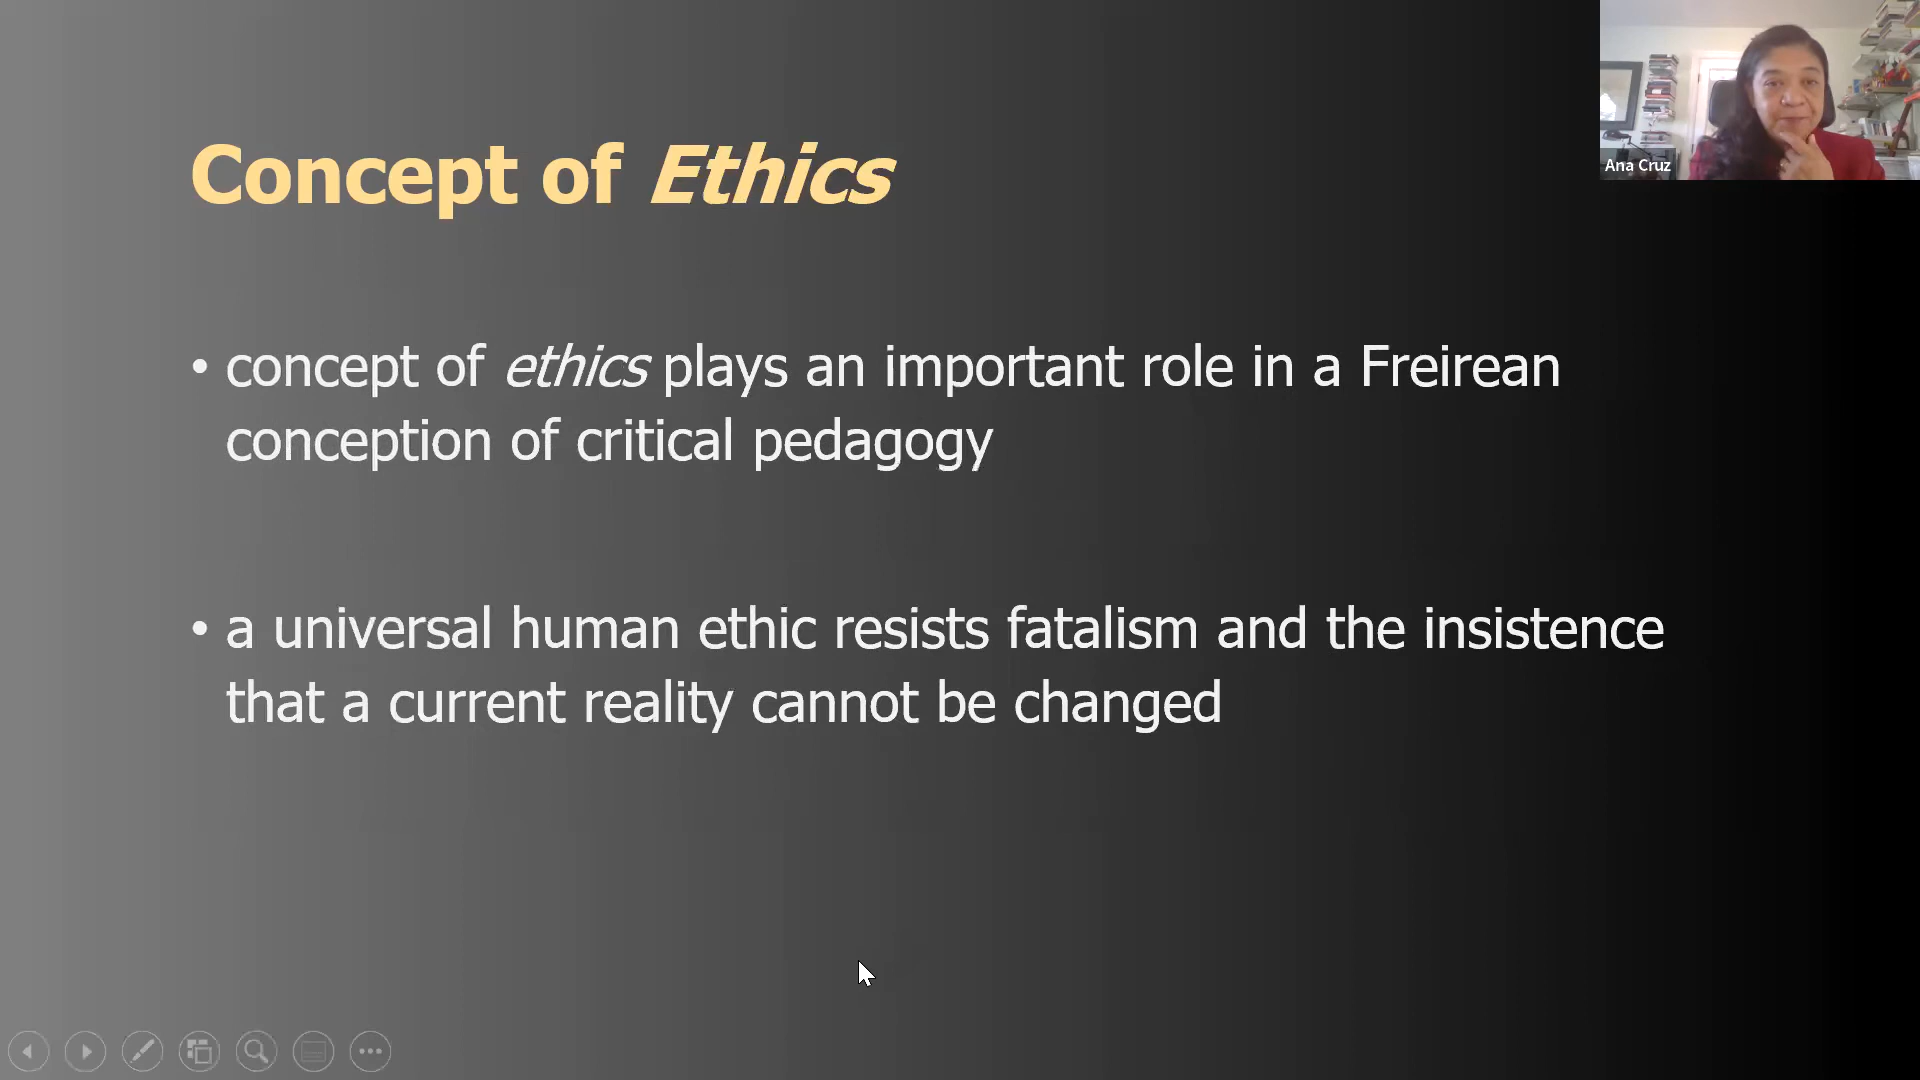 Concept of Ethics
• concept of ethics plays an important role in a Freirean
conception of critical pedagogy
• a universal human ethic resists fatalism and the insistence
that a current reality cannot be changed
Ana Cruz